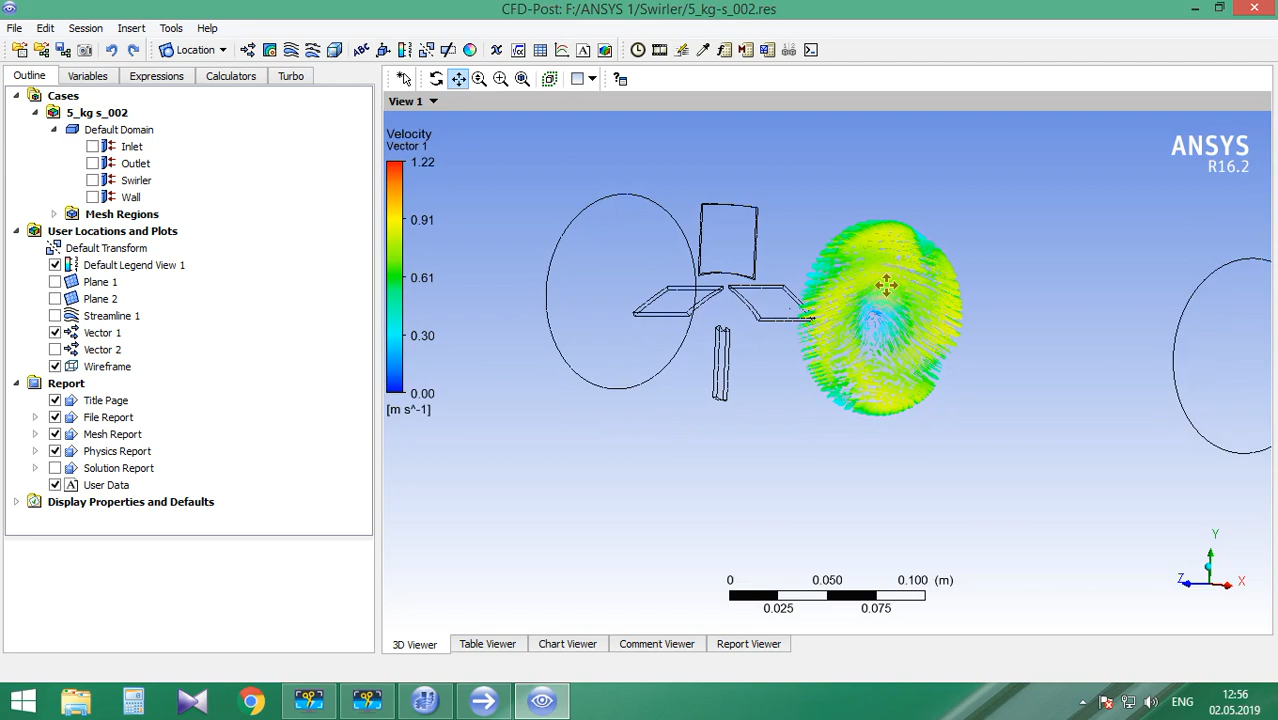 CFD-Post: F:/ANSYS 1/Swirler/5_kg-s_002.res
File Edit Session Insert Tools Help
Location
Outline Variables Expressions Calculators Turbo
Cases
5_kg s_002
Default Domain
Inlet
Outlet
Swirler
Wall
Mesh Regions
User Locations and Plots
Default Transform
Default Legend View 1
Plane 1
Plane 2
Streamline 1
Vector 1
Vector 2
Wireframe
Report
Title Page
File Report
Mesh Report
Physics Report
Solution Report
User Data
Display Properties and Defaults
View 1
Velocity
Vector 1
1.22
0.91
0.61
0.30
0.00
[m s^-1]
ANSYS
R16.2
0 0.050 0.100 (m)
0.025 0.075
Y
Z X
3D Viewer Table Viewer Chart Viewer Comment Viewer Report Viewer
ENG
12:56
02.05.2019